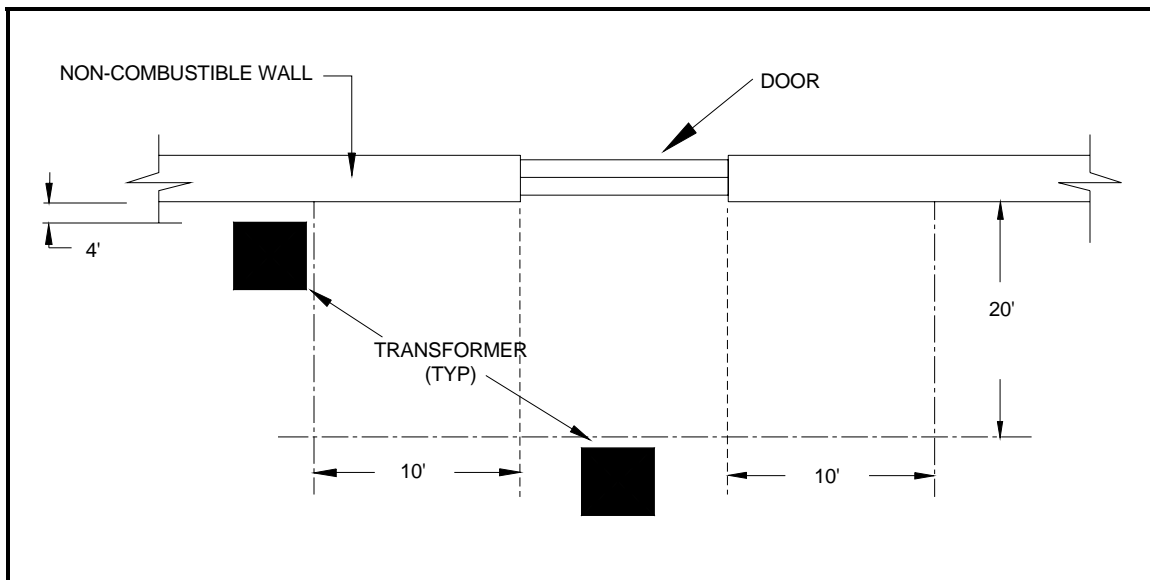 NON-COMBUSTIBLE WALL
DOOR
4'
20'
TRANSFORMER
(TYP)
10'
10'